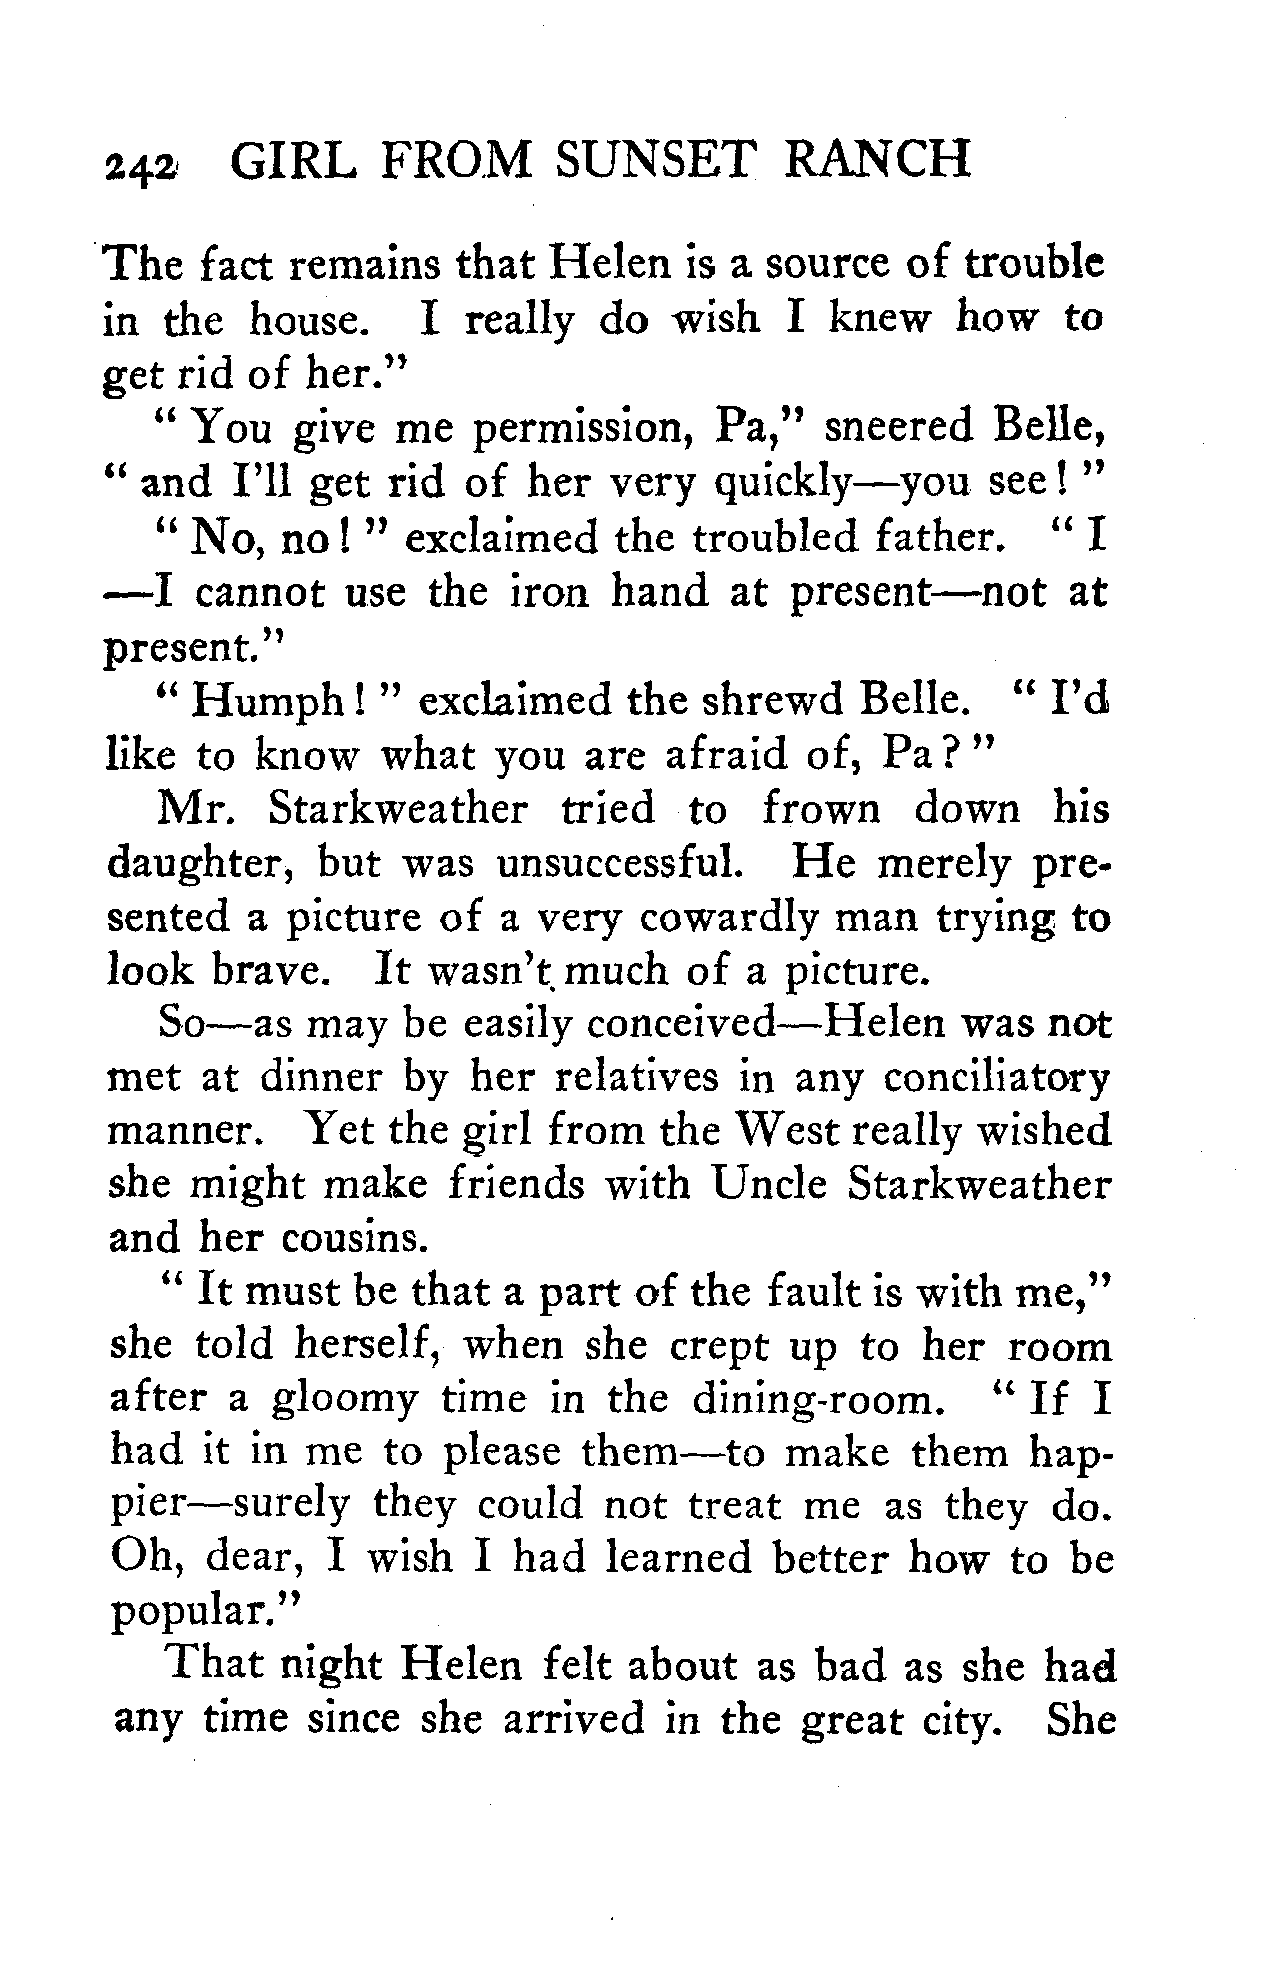 242 GIRL FROM SUNSET RANCH
The fact remains that Helen is a source of trouble
in the house. I really do wish I knew how to
get rid of her."
" You give me permission, Pa," sneered Belle,
" and I'll get rid of her very quickly—you see ! "
" No, no ! " exclaimed the troubled father. " I
—I cannot use the iron hand at present—not at
present."
" Humph ! " exclaimed the shrewd Belle. " I'd
like to know what you are afraid of, Pa ? "
Mr. Starkweather tried to frown down his
daughter, but was unsuccessful. He merely pre-
sented a picture of a very cowardly man trying to
look brave. It wasn't much of a picture.
So—as may be easily conceived—Helen was not
met at dinner by her relatives in any conciliatory
manner. Yet the girl from the West really wished
she might make friends with Uncle Starkweather
and her cousins.
" It must be that a part of the fault is with me,"
she told herself, when she crept up to her room
after a gloomy time in the dining-room. " If I
had it in me to please them—to make them hap-
pier—surely they could not treat me as they do.
Oh, dear, I wish I had learned better how to be
popular."
That night Helen felt about as bad as she had
any time since she arrived in the great city. She